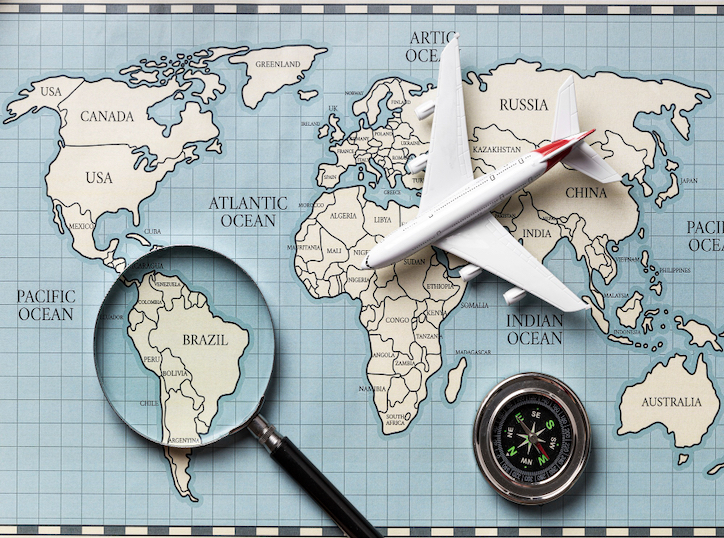 ARTIC
OCE
GREENLAND
USA
CANADA
RUSSIA
NORWAY
FINLAND
UK
IRELAND
POLAND
UKRAINE
FRANCE
KAZAKHSTAN
USA
SPAIN
GREECE
CHINA
JAPAN
ATLANTIC
OCEAN
MOROCCO
ALGERIA
LIBYA
MEXICO
CUBA
INDIA
PACI
OCEA
MAURITANIA
MALI
SUDAN
PHILIPPINES
VENEZUELA
NIGERIA
ETHIOPIA
PACIFIC
OCEAN
COLOMBIA
SOMALIA
MALAYSIA
ECUADOR
BRAZIL
CONGO
KENYA
INDIAN
OCEAN
INDONESIA
TANZANIA
PERU
BOLIVIA
ANGOLA
ZAMBIA
MADAGASCAR
CHILE
NAMIBIA
AUSTRALIA
ARGENTINA
SOUTH
AFRICA
N
NE
E
SE
S
SW
W
NW